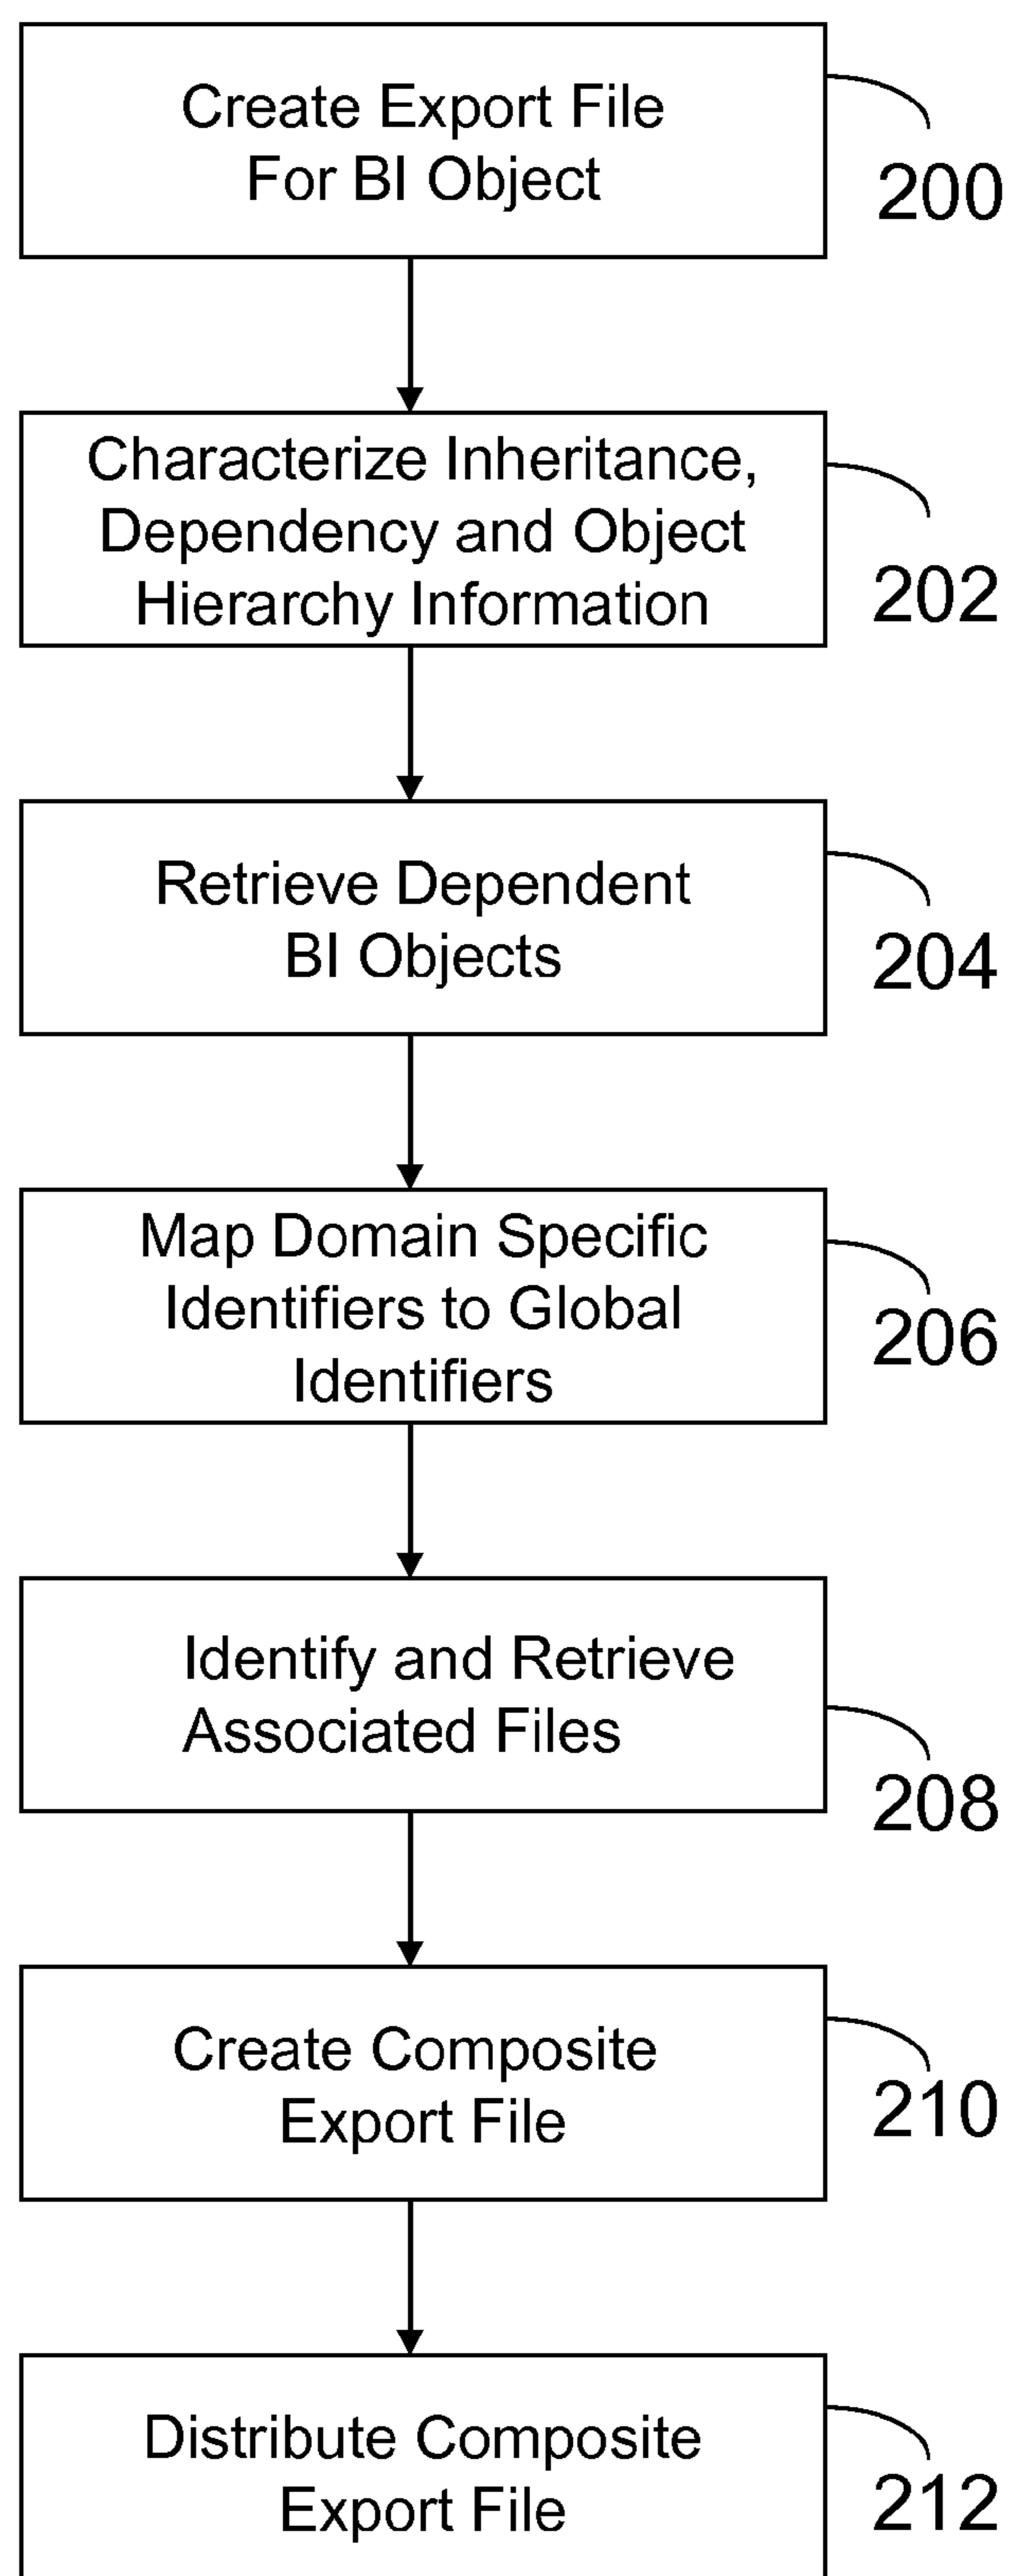 Create Export File
For BI Object
200
Characterize Inheritance,
Dependency and Object
Hierarchy Information
202
Retrieve Dependent
BI Objects
204
Map Domain Specific
Identifiers to Global
Identifiers
206
Identify and Retrieve
Associated Files
208
Create Composite
Export File
210
Distribute Composite
Export File
212